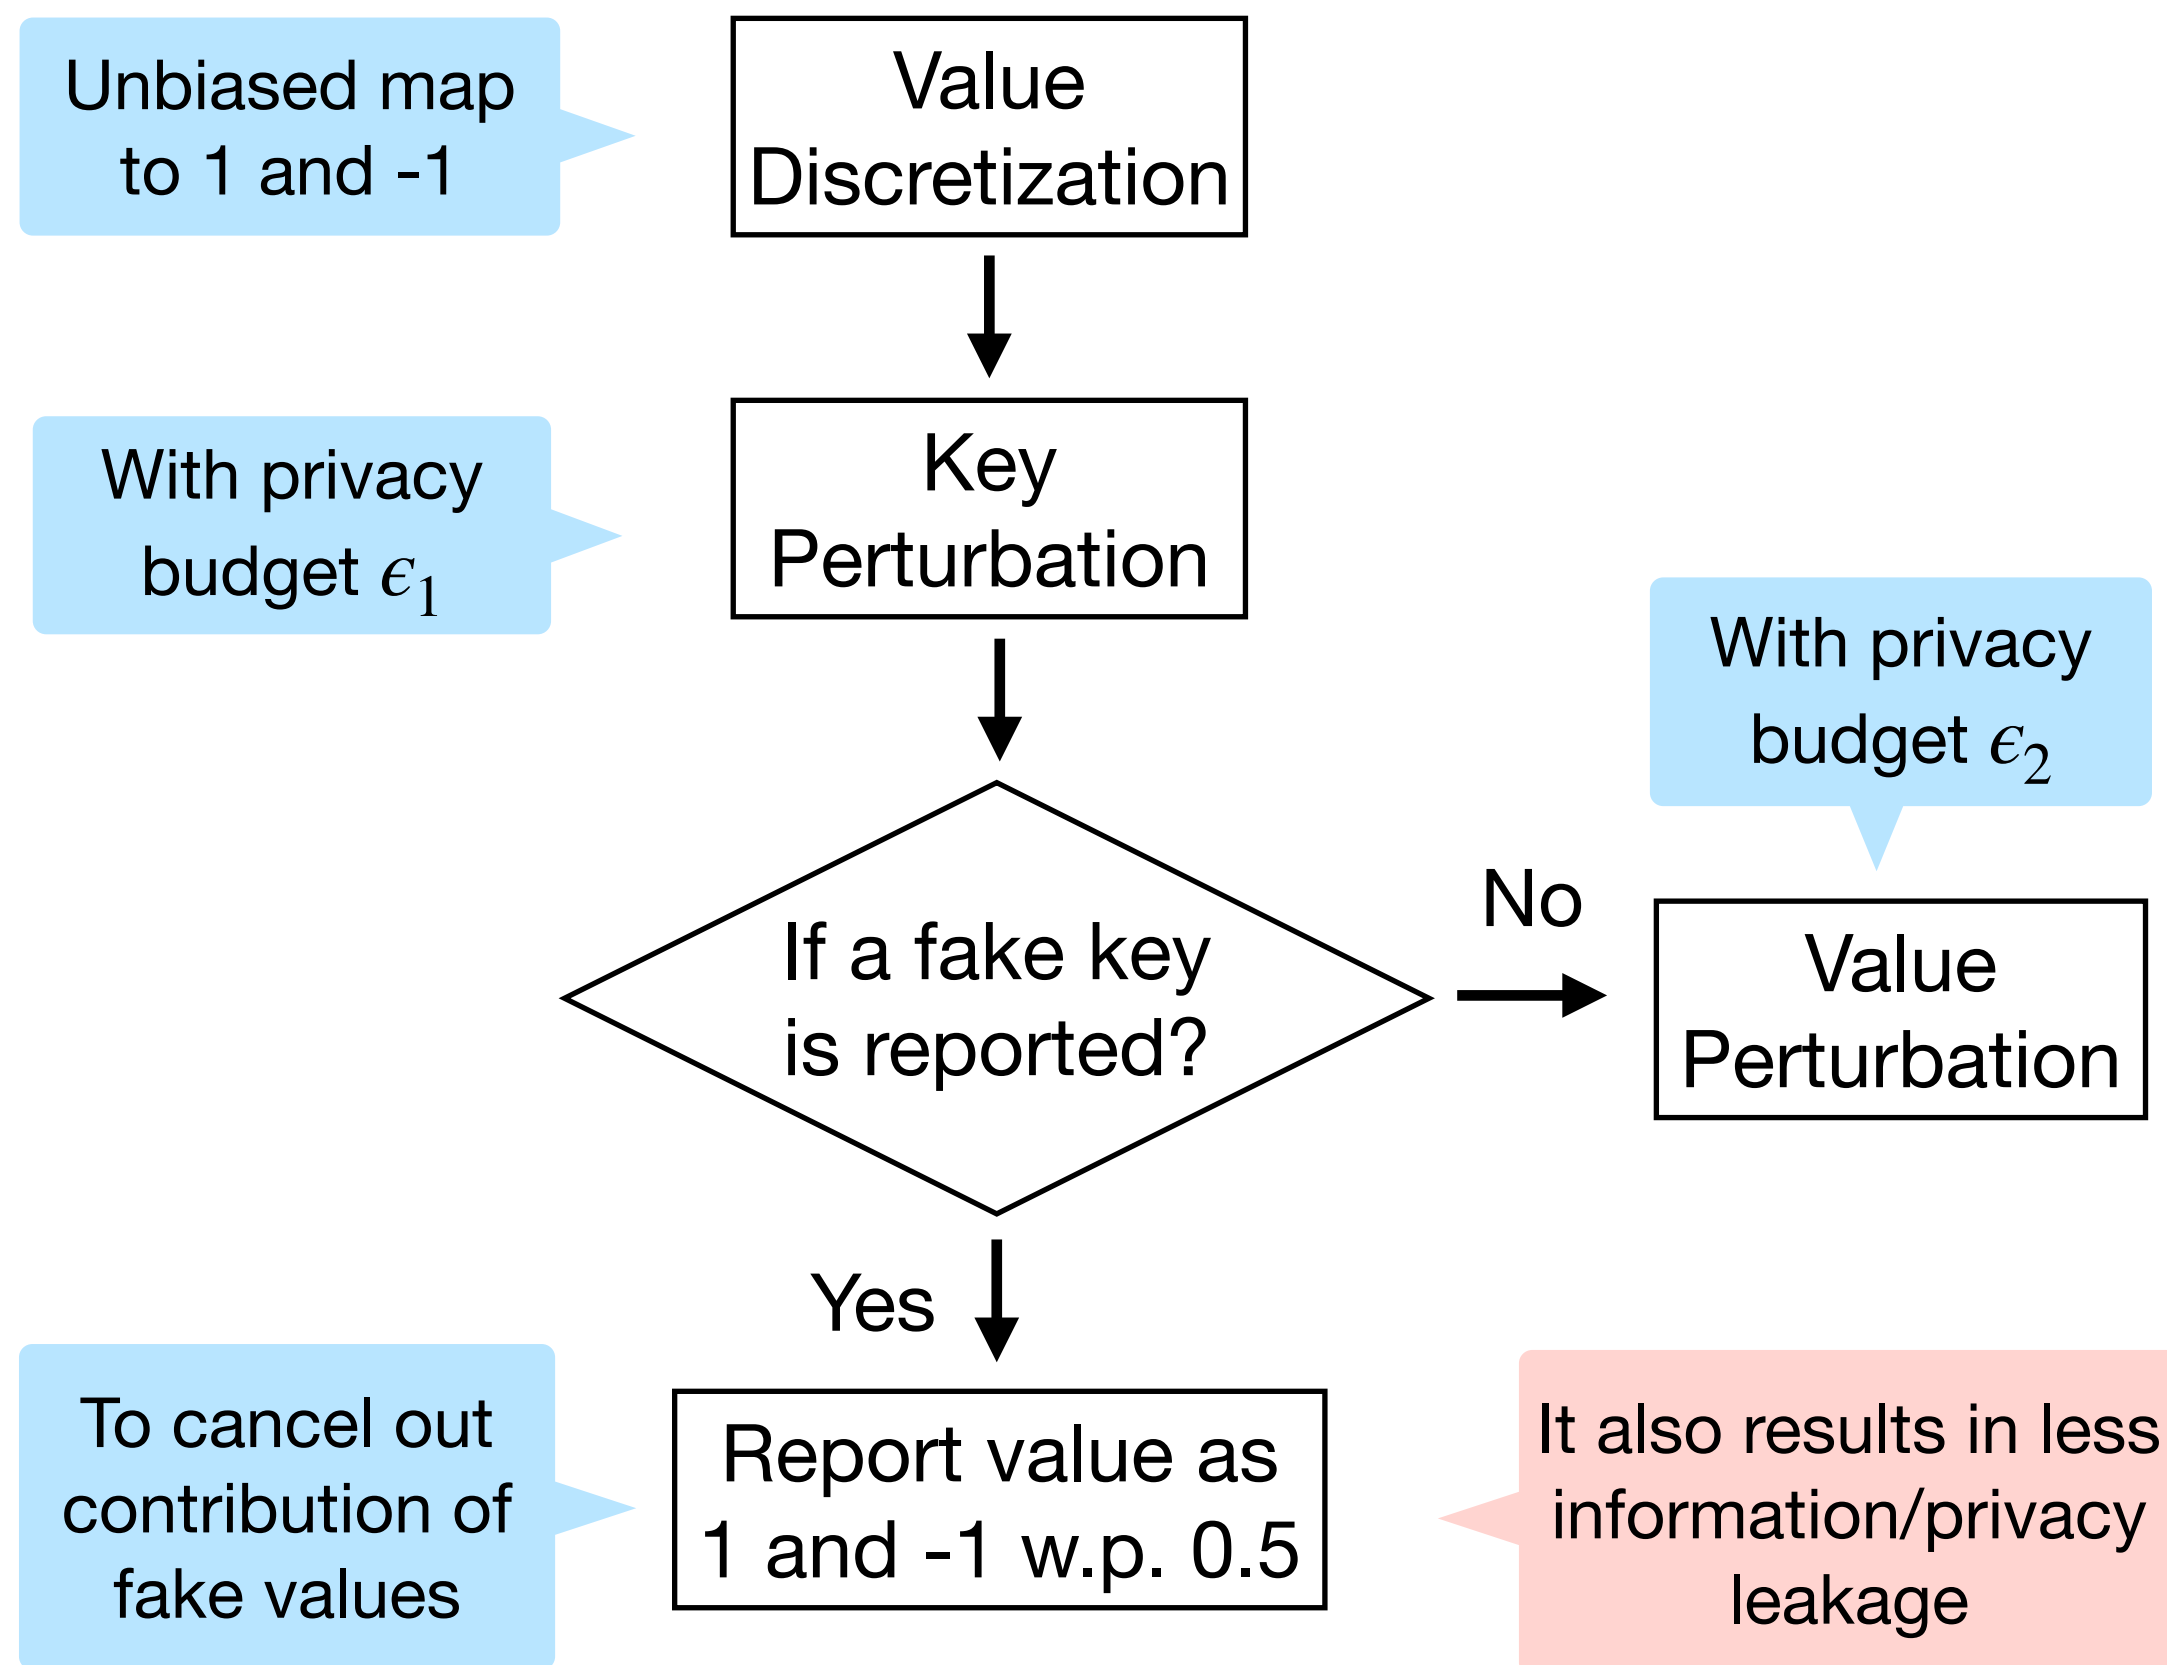 Unbiased map
to 1 and -1
Value
Discretization
With privacy
budget ϵ₁
Key
Perturbation
With privacy
budget ϵ₂
If a fake key
is reported?
No
Value
Perturbation
Yes
To cancel out
contribution of
fake values
Report value as
1 and -1 w.p. 0.5
It also results in less
information/privacy
leakage